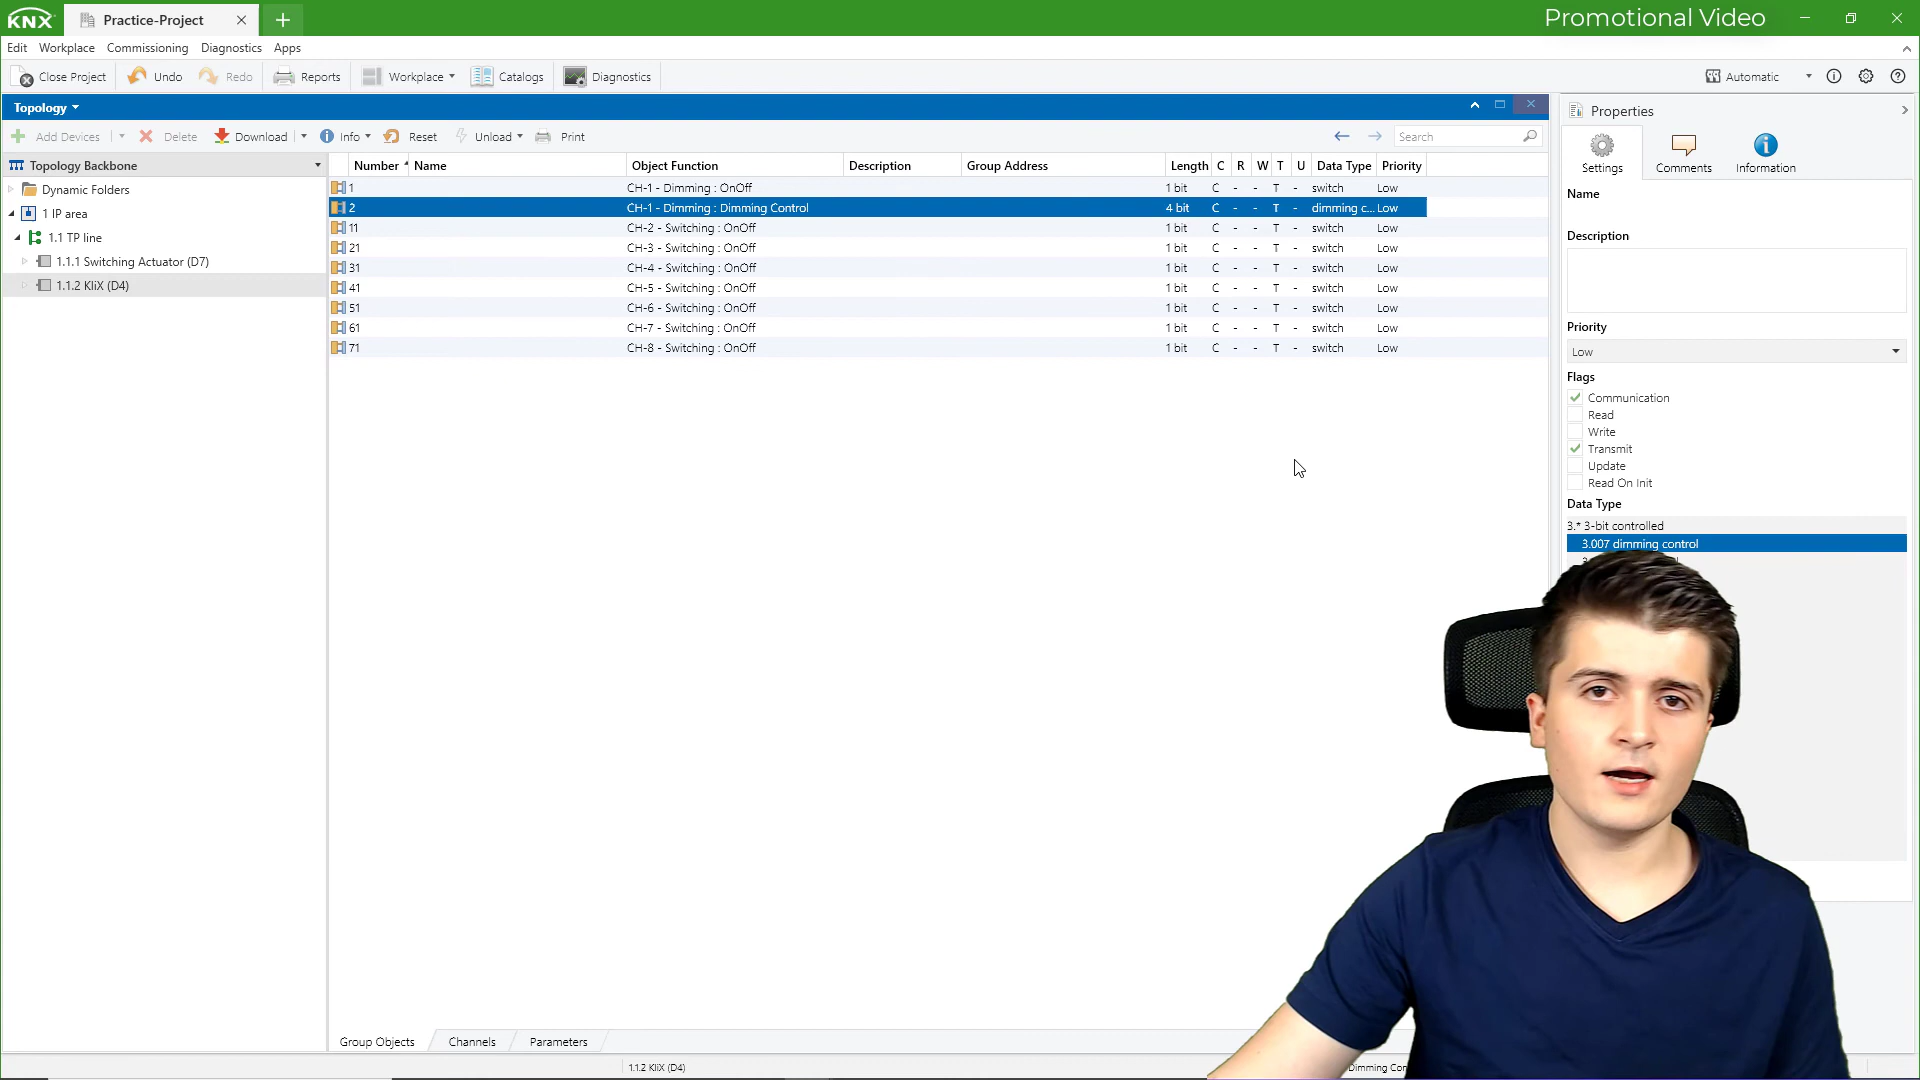 KNX Practice-Project Promotional Video
Edit Workplace Commissioning Diagnostics Apps
Close Project Undo Redo Reports Workplace Catalogs Diagnostics Automatic
Topology
Add Devices Delete Download Info Reset Unload Print Search
Topology Backbone
Dynamic Folders
1 IP area
1.1 TP line
1.1.1 Switching Actuator (D7)
1.1.2 KliX (D4)
Number Name Object Function Description Group Address Length C R W T U Data Type Priority
1 CH-1 - Dimming : OnOff 1 bit C - - T - switch Low
2 CH-1 - Dimming : Dimming Control 4 bit C - - T - dimming c... Low
11 CH-2 - Switching : OnOff 1 bit C - - T - switch Low
21 CH-3 - Switching : OnOff 1 bit C - - T - switch Low
31 CH-4 - Switching : OnOff 1 bit C - - T - switch Low
41 CH-5 - Switching : OnOff 1 bit C - - T - switch Low
51 CH-6 - Switching : OnOff 1 bit C - - T - switch Low
61 CH-7 - Switching : OnOff 1 bit C - - T - switch Low
71 CH-8 - Switching : OnOff 1 bit C - - T - switch Low
Properties
Settings Comments Information
Name
Description
Priority
Low
Flags
Communication
Read
Write
Transmit
Update
Read On Init
Data Type
3.* 3-bit controlled
3.007 dimming control
Group Objects Channels Parameters
1.1.2 KliX (D4) Dimming Con